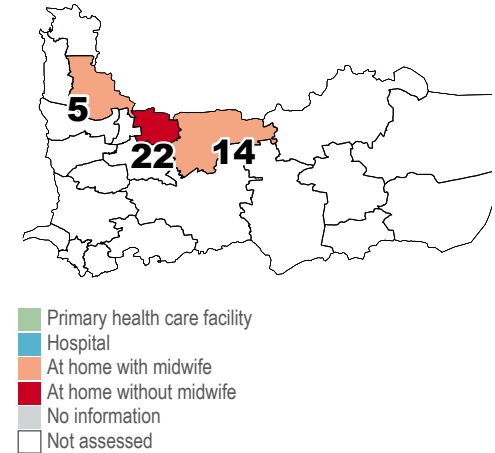 5
22
14
Primary health care facility
Hospital
At home with midwife
At home without midwife
No information
Not assessed